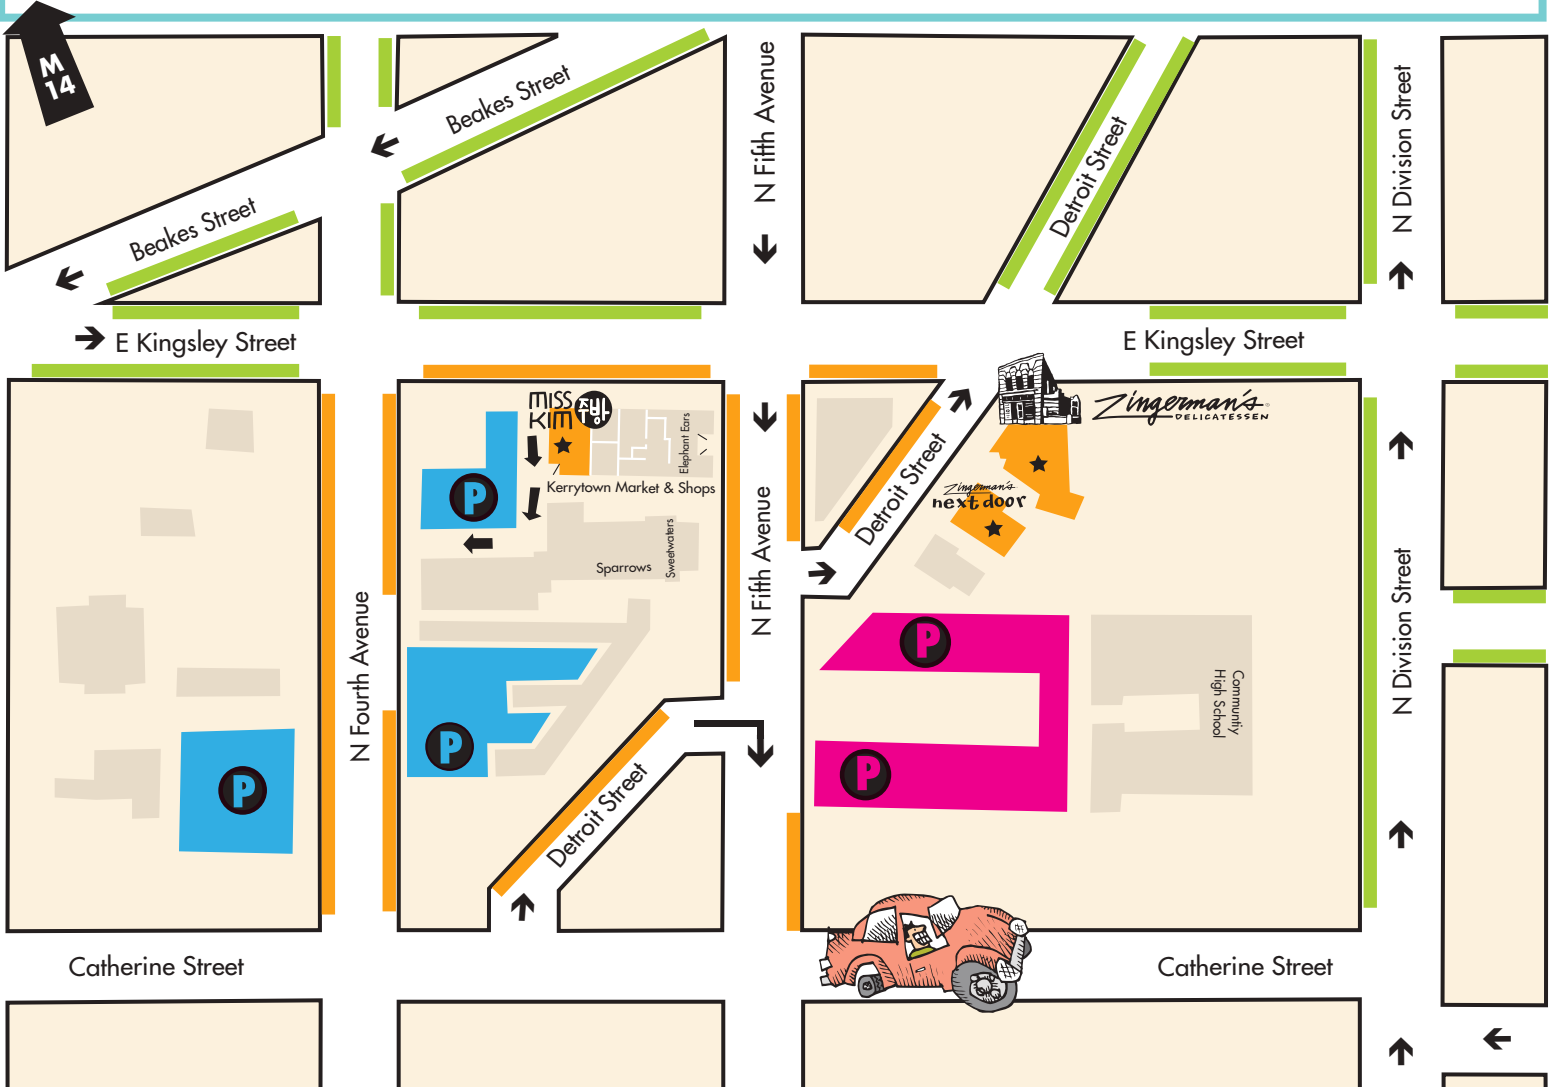 M
14
Beakes Street
N Fifth Avenue
Detroit Street
N Division Street
Beakes Street
E Kingsley Street
E Kingsley Street
MISS
KIM
주방
Zingerman's
DELICATESSEN
Elephant Ears
Kerrytown Market & Shops
P
Detroit Street
Zingerman's
next door
N Fifth Avenue
Sparrows
Sweetwaters
N Fourth Avenue
N Division Street
P
Communtiy
High School
P
P
P
Detroit Street
Catherine Street
Catherine Street